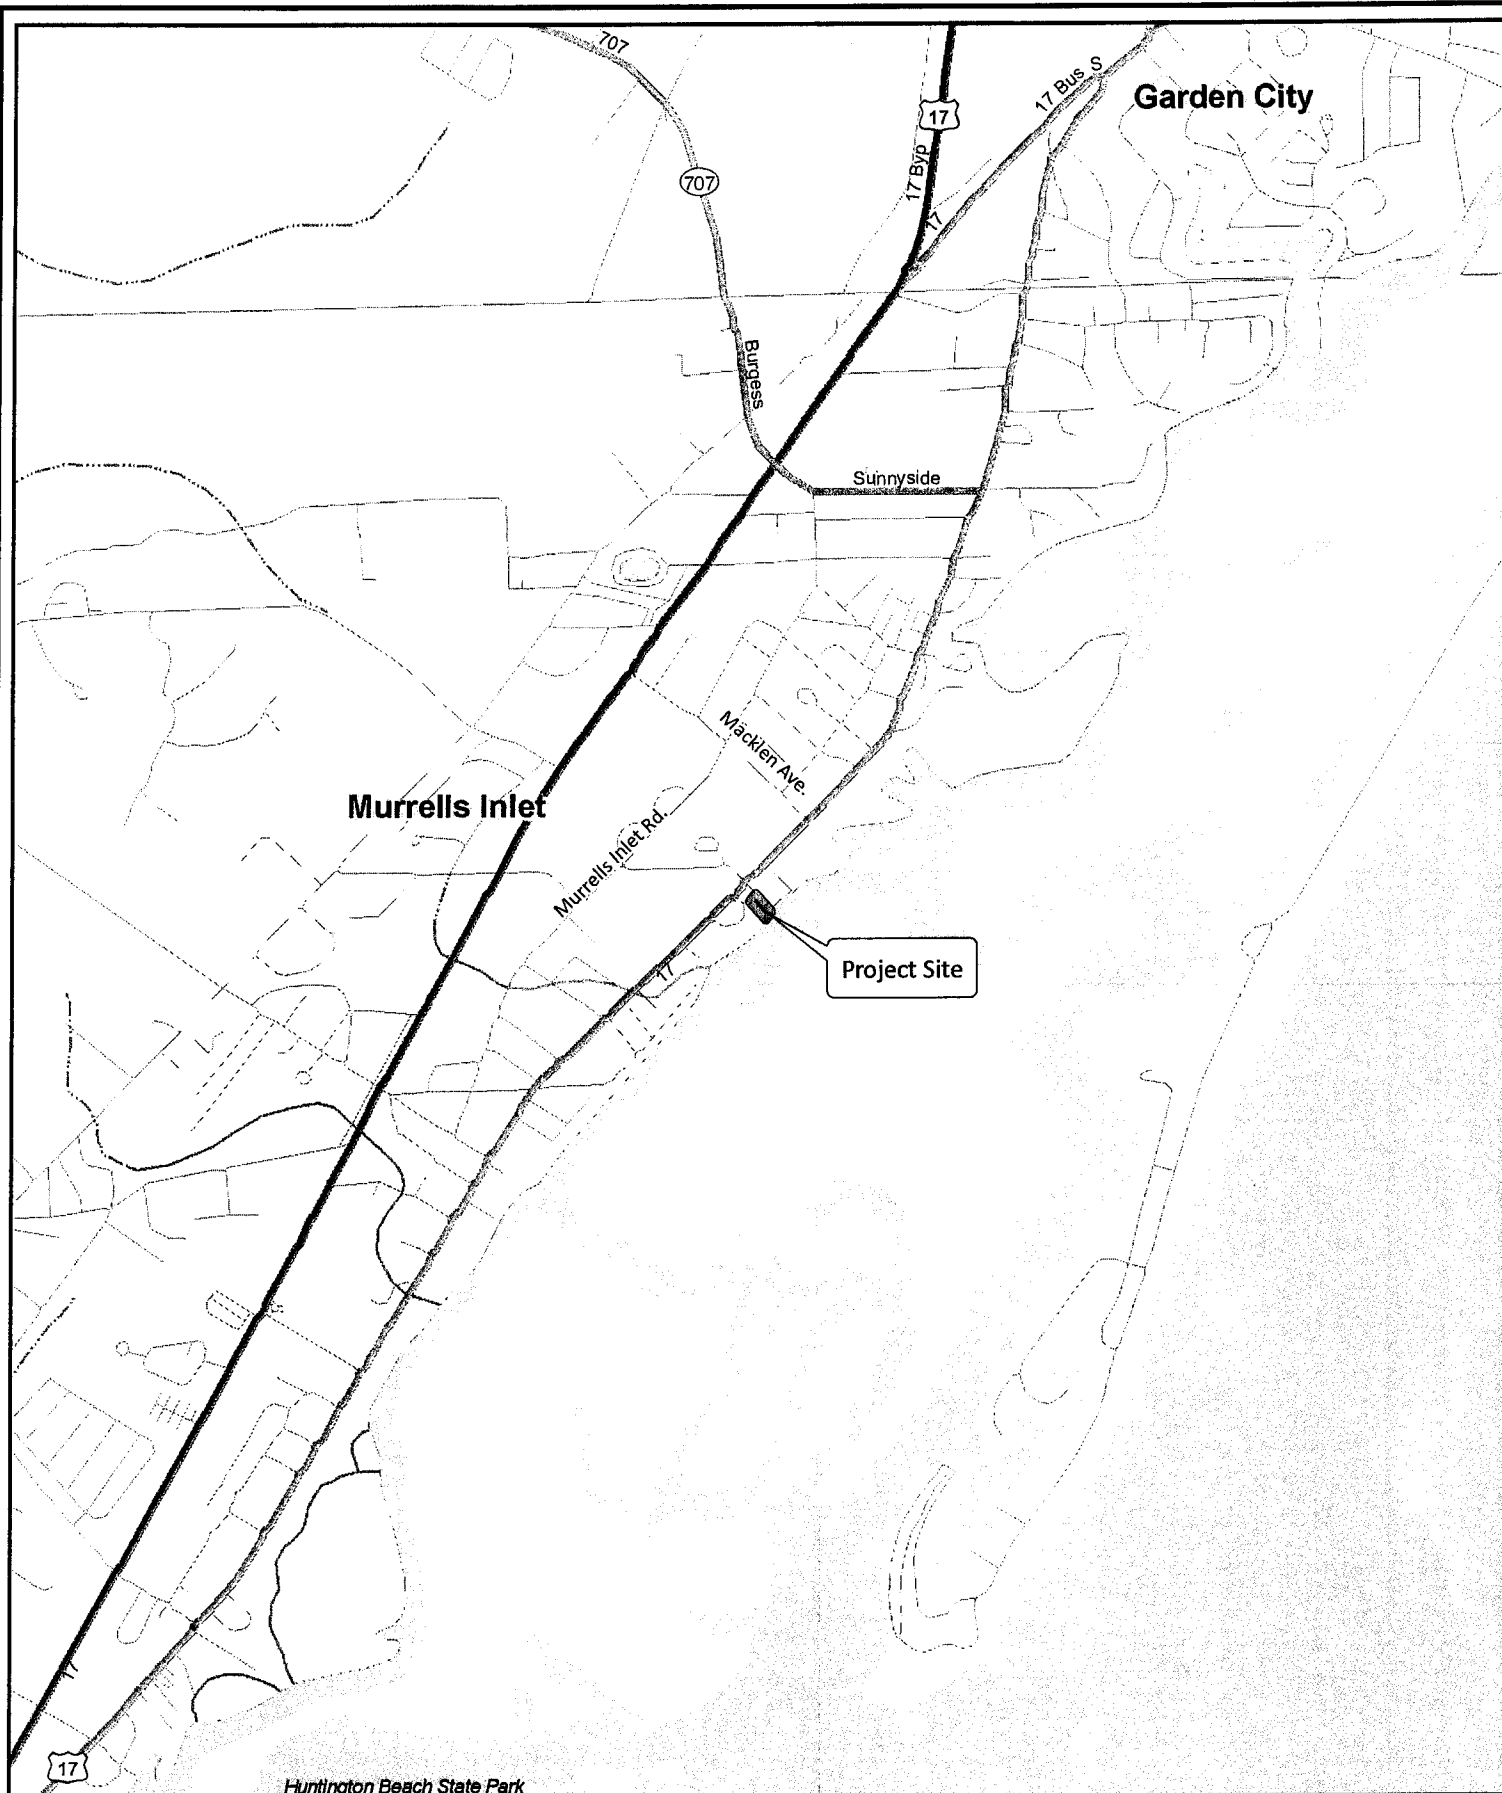 707
17 Bus S
Garden City
17
17 Byp
707
17
Burgess
Sunnyside
Macklen Ave.
Murrells Inlet
Murrells Inlet Rd.
17
Project Site
17
Huntington Beach State Park